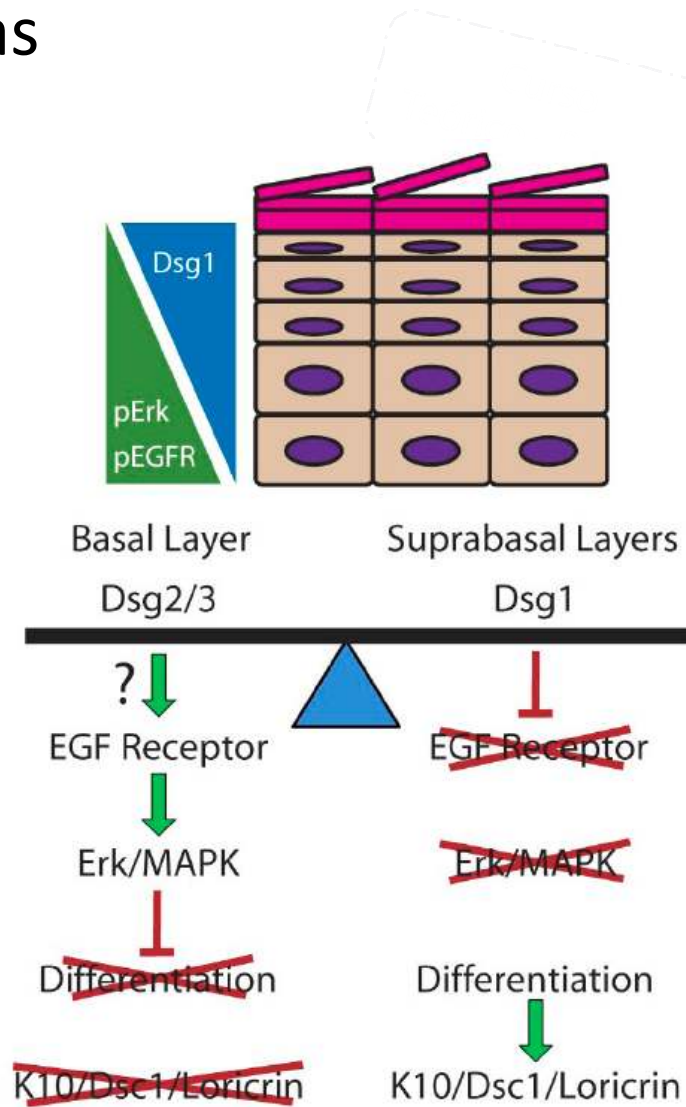 ns
Dsg1
pErk
pEGFR
Basal Layer
Suprabasal Layers
Dsg2/3
Dsg1
?
EGF Receptor
EGF Receptor
Erk/MAPK
Erk/MAPK
Differentiation
Differentiation
K10/Dsc1/Loricrin
K10/Dsc1/Loricrin